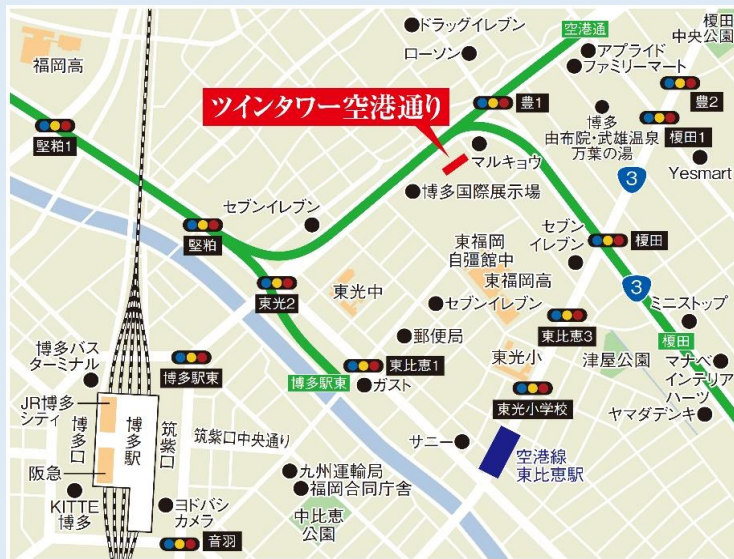 ドラッグイレブン
ローソン
空港通
榎田
中央公園
アプライド
ファミリーマート
福岡高
ツインタワー空港通り
豊1
豊2
榎田1
博多
由布院・武雄温泉
万葉の湯
堅粕1
マルキョウ
Yesmart
3
博多国際展示場
セブンイレブン
堅粕
セブン
イレブン
榎田
東福岡
自彊館中
東福岡高
東光2
東光中
3
セブンイレブン
ミニストップ
東比恵3
榎田
郵便局
東光小
津屋公園
マナベ
インテリア
ハーツ
博多バス
ターミナル
博多駅東
東比恵1
博多駅東
ガスト
東光小学校
ヤマダデンキ
JR博多
シティ
博多口
博多駅
筑紫口
筑紫口中央通り
サニー
空港線
東比恵駅
阪急
九州運輸局
福岡合同庁舎
KITTE
博多
ヨドバシ
カメラ
中比恵
公園
音羽